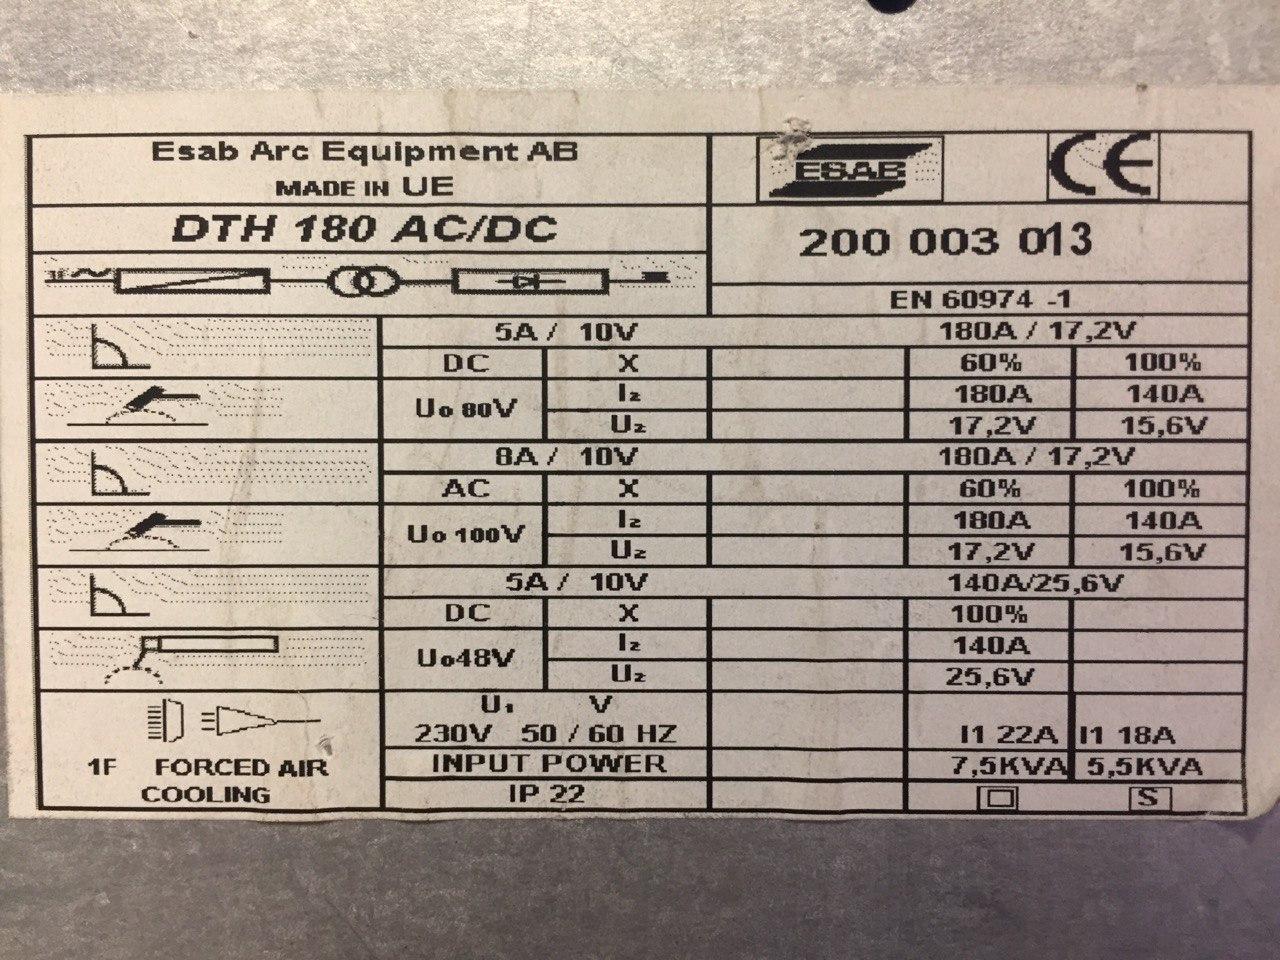 Esab Arc Equipment AB
MADE IN UE
ESAB
CE
DTH 180 AC/DC
200 003 013
1F
EN 60974 -1
5A / 10V 180A / 17,2V
DC X 60% 100%
U0 80V I2 180A 140A
U2 17,2V 15,6V
8A / 10V 180A / 17,2V
AC X 60% 100%
U0 100V I2 180A 140A
U2 17,2V 15,6V
5A / 10V 140A/25,6V
DC X 100%
U048V I2 140A
U2 25,6V
U1 V
230V 50 / 60 HZ I1 22A I1 18A
1F FORCED AIR INPUT POWER 7,5KVA 5,5KVA
COOLING IP 22 S